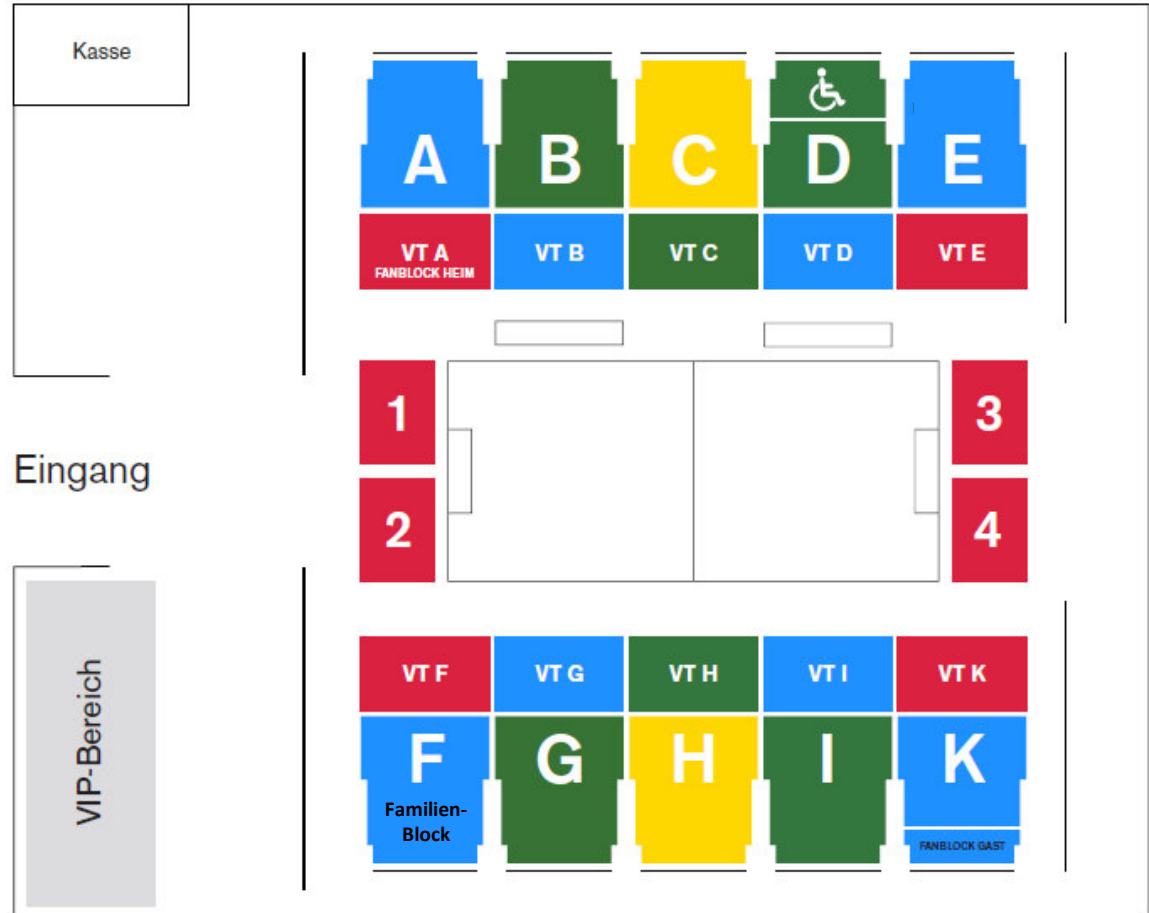 Kasse
A
B
C
D
E
VT A
FANBLOCK HEIM
VT B
VT C
VT D
VT E
1
3
Eingang
2
4
VT F
VT G
VT H
VT I
VT K
VIP-Bereich
F
G
H
I
K
Familien-
Block
FANBLOCK GAST